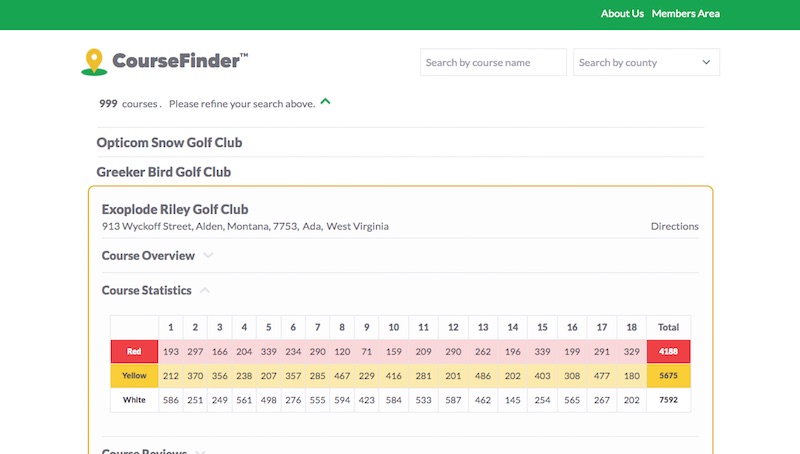 About Us Members Area
CourseFinder™
Search by course name
Search by county
999 courses. Please refine your search above.
Opticom Snow Golf Club
Greeker Bird Golf Club
Exoplode Riley Golf Club
913 Wyckoff Street, Alden, Montana, 7753, Ada, West Virginia
Directions
Course Overview
Course Statistics
1 2 3 4 5 6 7 8 9 10 11 12 13 14 15 16 17 18 Total
Red 193 297 166 204 339 234 290 120 71 159 209 290 262 196 339 199 291 329 4188
Yellow 212 370 356 238 207 357 285 467 229 416 281 201 486 202 403 308 477 180 5675
White 586 251 249 561 498 276 555 594 423 584 533 587 462 145 254 565 267 202 7592
Course Reviews